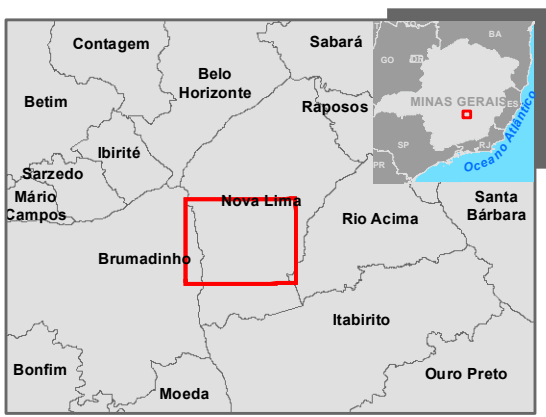 Contagem
Sabará
Belo
Horizonte
Betim
Raposos
Ibirité
Sarzedo
Mário
Campos
Nova Lima
Santa
Bárbara
Rio Acima
Brumadinho
Itabirito
Bonfim
Ouro Preto
Moeda
BA
GO
DF
MINAS GERAIS
ES
SP
RJ
PR
Oceano Atlântico